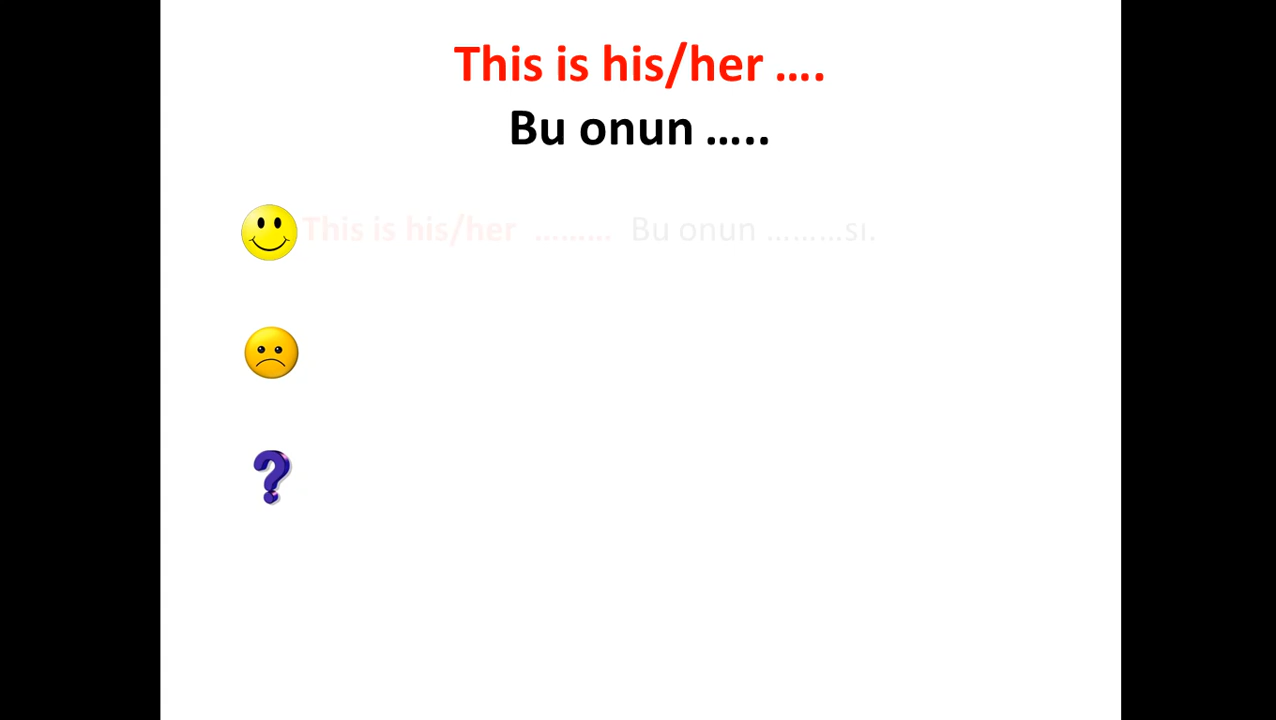 This is his/her ....
Bu onun .....
This is his/her ......... Bu onun .........sı.